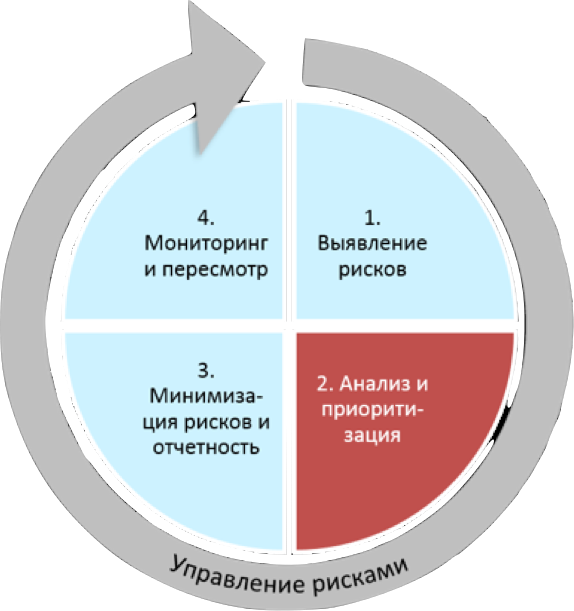 1.
Выявление
рисков
2. Анализ и
приорити-
зация
3.
Минимиза-
ция рисков и
отчетность
4.
Мониторинг
и пересмотр
Управление рисками